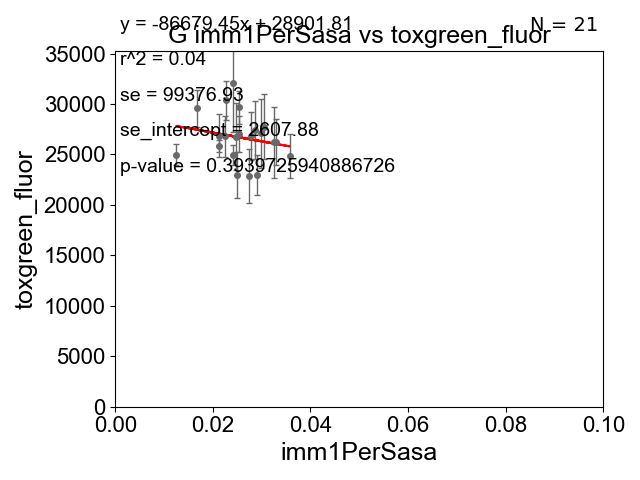 y = -86679.45x + 28901.81
N = 21
G imm1PerSasa vs toxgreen_fluor
r^2 = 0.04
se = 99376.93
se_intercept = 2607.88
p-value = 0.3939725940886726
35000
30000
25000
20000
15000
10000
5000
0
toxgreen_fluor
0.00 0.02 0.04 0.06 0.08 0.10
imm1PerSasa